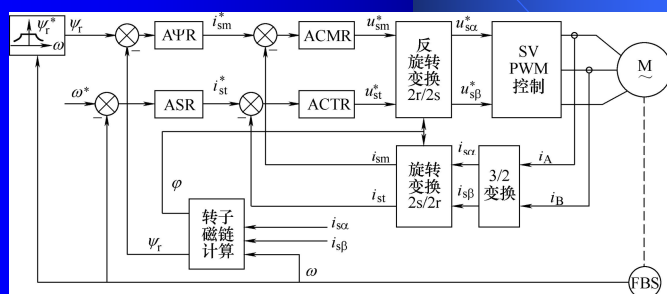 ψr* ψr
ω
−
AΨR
i*sm
−
ACMR
u*sm
反
旋转
变换
2r/2s
u*sα
SV
PWM
控制
M
~
ω*
−
ASR
i*st
−
ACTR
u*st
u*sβ
ism
旋转
变换
2s/2r
isα
3/2
变换
iA
φ
ist
isβ
iB
转子
磁链
计算
isα
isβ
ψr
ω
FBS